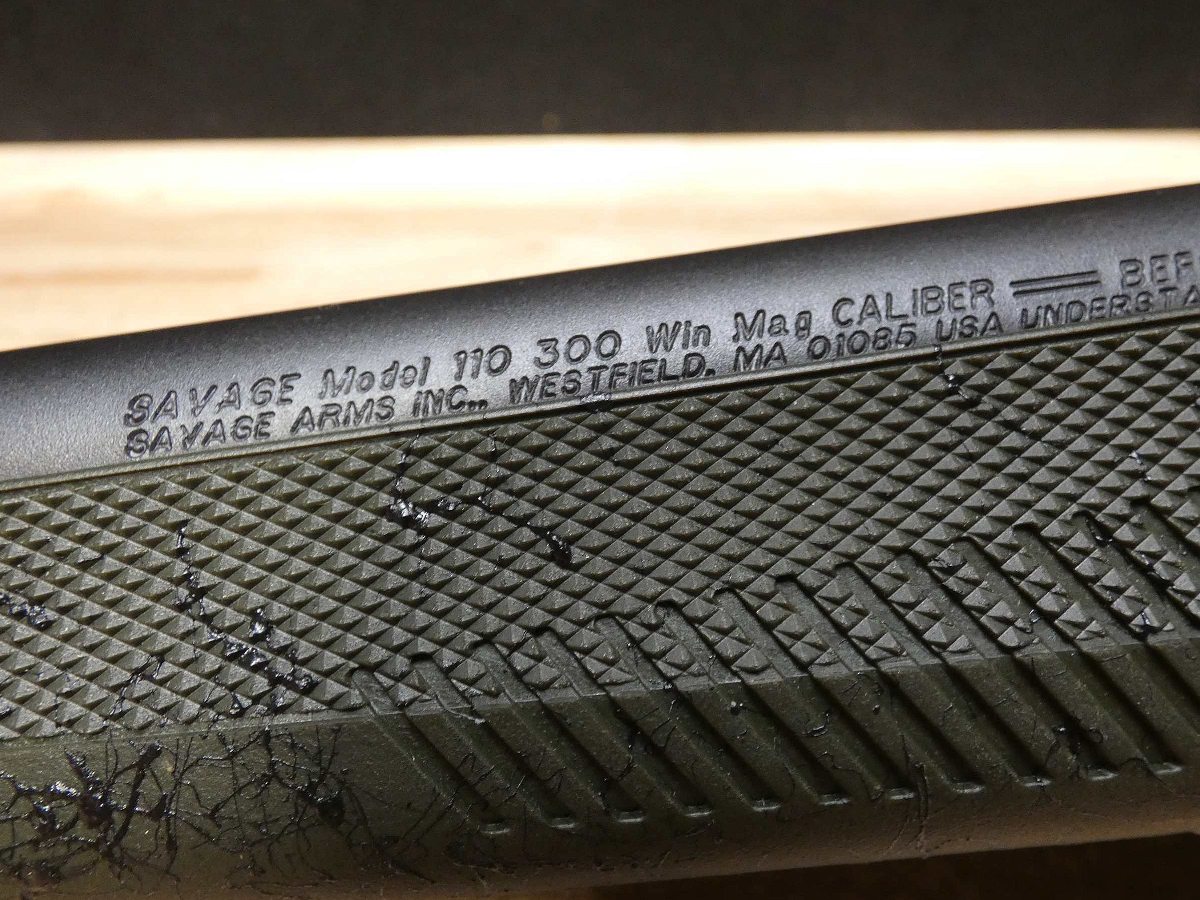 SAVAGE Model 110 300 Win Mag CALIBER
SAVAGE ARMS INC., WESTFIELD, MA 01085 USA